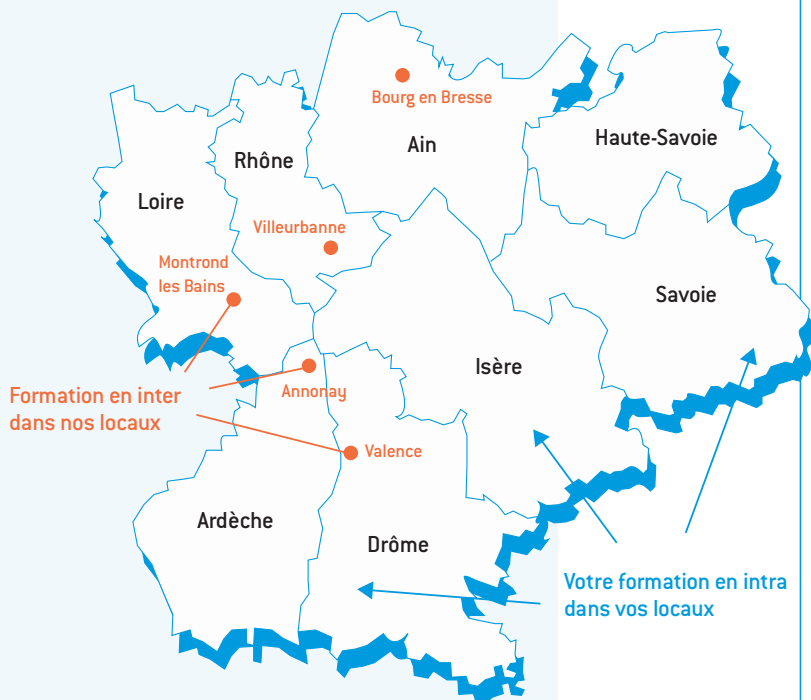 Bourg en Bresse
Ain
Haute-Savoie
Rhône
Loire
Villeurbanne
Montrond
les Bains
Savoie
Isère
Formation en inter
dans nos locaux
Annonay
Valence
Ardèche
Drôme
Votre formation en intra
dans vos locaux